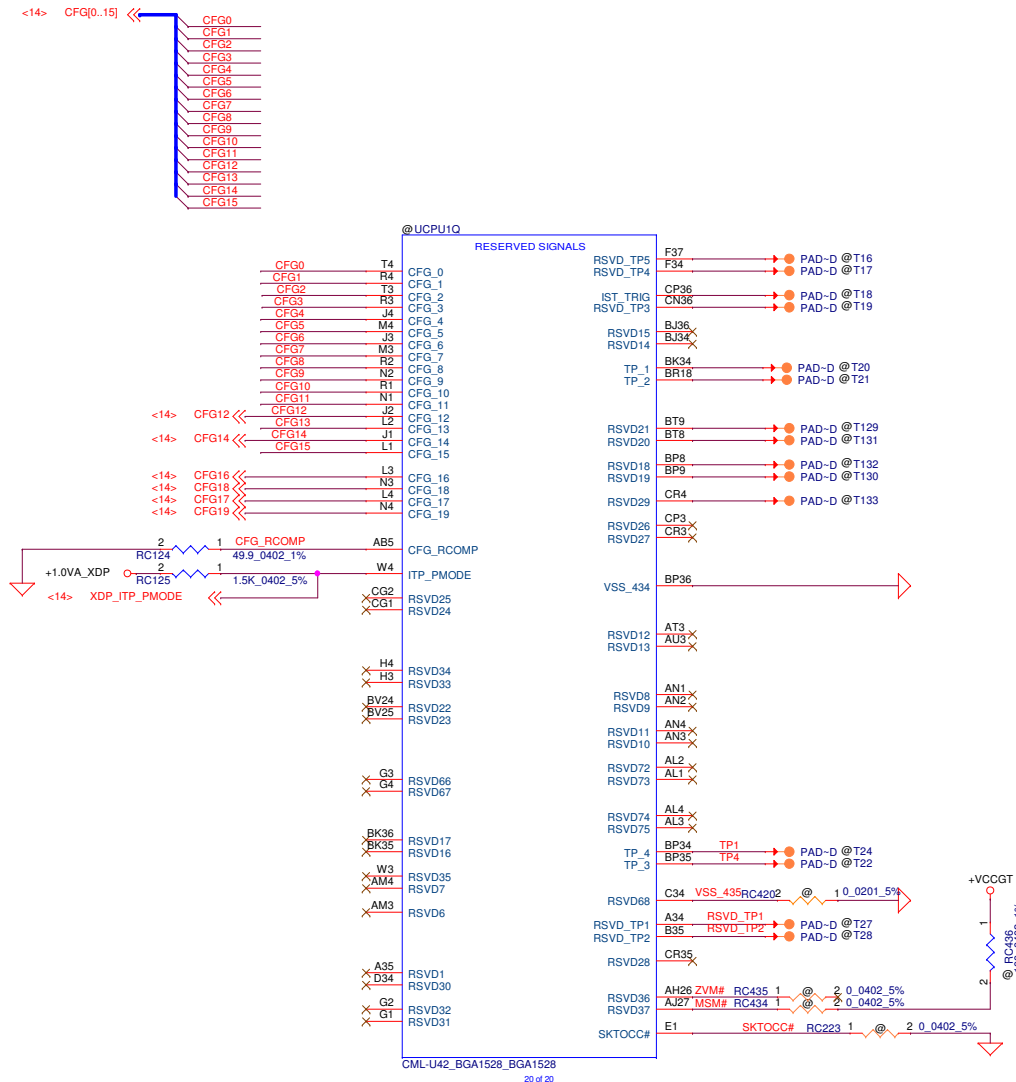 <14> CFG[0..15]
CFG0
CFG1
CFG2
CFG3
CFG4
CFG5
CFG6
CFG7
CFG8
CFG9
CFG10
CFG11
CFG12
CFG13
CFG14
CFG15
@UCPU1Q
RESERVED SIGNALS
CFG0 T4 CFG_0
CFG1 R4 CFG_1
CFG2 T3 CFG_2
CFG3 R3 CFG_3
CFG4 J4 CFG_4
CFG5 M4 CFG_5
CFG6 J3 CFG_6
CFG7 M3 CFG_7
CFG8 R2 CFG_8
CFG9 N2 CFG_9
CFG10 R1 CFG_10
CFG11 N1 CFG_11
<14> CFG12 CFG12 J2 CFG_12
CFG13 L2 CFG_13
<14> CFG14 CFG14 J1 CFG_14
CFG15 L1 CFG_15
<14> CFG16 L3 CFG_16
<14> CFG18 N3 CFG_18
<14> CFG17 L4 CFG_17
<14> CFG19 N4 CFG_19
2 1 CFG_RCOMP AB5 CFG_RCOMP
RC124 49.9_0402_1%
+1.0VA_XDP 2 1 W4 ITP_PMODE
RC125 1.5K_0402_5%
<14> XDP_ITP_PMODE
CG2 RSVD25
CG1 RSVD24
H4 RSVD34
H3 RSVD33
BV24 RSVD22
BV25 RSVD23
G3 RSVD66
G4 RSVD67
BK36 RSVD17
BK35 RSVD16
W3 RSVD35
AM4 RSVD7
AM3 RSVD6
A35 RSVD1
D34 RSVD30
G2 RSVD32
G1 RSVD31
RSVD_TP5 F37 PAD~D @T16
RSVD_TP4 F34 PAD~D @T17
IST_TRIG CP36 PAD~D @T18
RSVD_TP3 CN36 PAD~D @T19
RSVD15 BJ36
RSVD14 BJ34
TP_1 BK34 PAD~D @T20
TP_2 BR18 PAD~D @T21
RSVD21 BT9 PAD~D @T129
RSVD20 BT8 PAD~D @T131
RSVD18 BP8 PAD~D @T132
RSVD19 BP9 PAD~D @T130
RSVD29 CR4 PAD~D @T133
RSVD26 CP3
RSVD27 CR3
VSS_434 BP36
RSVD12 AT3
RSVD13 AU3
RSVD8 AN1
RSVD9 AN2
RSVD11 AN4
RSVD10 AN3
RSVD72 AL2
RSVD73 AL1
RSVD74 AL4
RSVD75 AL3
TP_4 BP34 TP1 PAD~D @T24
TP_3 BP35 TP4 PAD~D @T22
RSVD68 C34 VSS_435 RC420 2 @ 1 0_0201_5%
RSVD_TP1 A34 RSVD_TP1 PAD~D @T27
RSVD_TP2 B35 RSVD_TP2 PAD~D @T28
RSVD28 CR35
RSVD36 AH26 ZVM# RC435 1 @ 2 0_0402_5%
RSVD37 AJ27 MSM# RC434 1 @ 2 0_0402_5%
SKTOCC# E1 SKTOCC# RC223 1 @ 2 0_0402_5%
+VCCGT
1
2
@ RC436
CML-U42_BGA1528_BGA1528
20 of 20